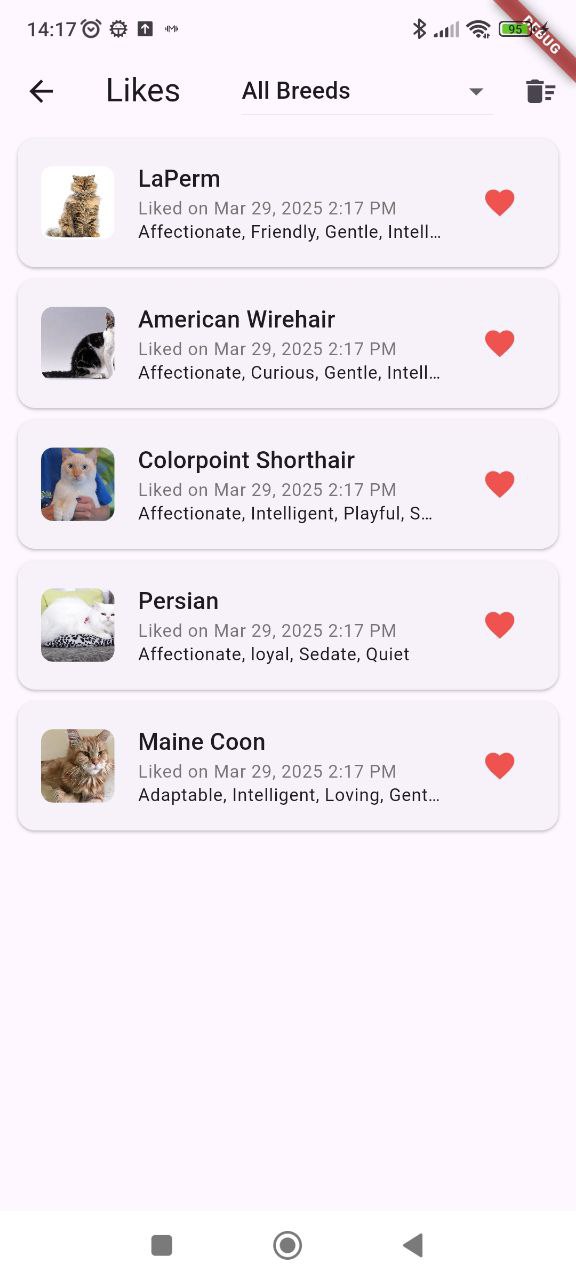 14:17
95
DEBUG
Likes
All Breeds
LaPerm
Liked on Mar 29, 2025 2:17 PM
Affectionate, Friendly, Gentle, Intell…
American Wirehair
Liked on Mar 29, 2025 2:17 PM
Affectionate, Curious, Gentle, Intell…
Colorpoint Shorthair
Liked on Mar 29, 2025 2:17 PM
Affectionate, Intelligent, Playful, S…
Persian
Liked on Mar 29, 2025 2:17 PM
Affectionate, loyal, Sedate, Quiet
Maine Coon
Liked on Mar 29, 2025 2:17 PM
Adaptable, Intelligent, Loving, Gent…